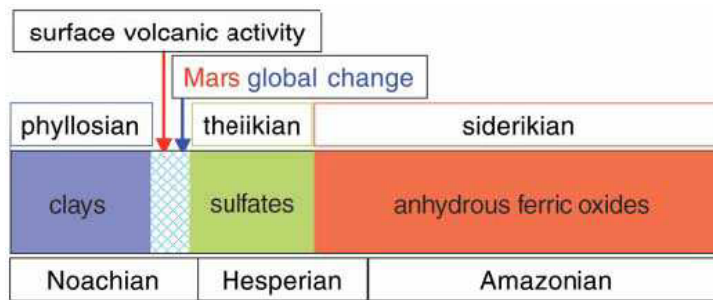 surface volcanic activity
Mars global change
phyllosian
theiikian
siderikian
clays
sulfates
anhydrous ferric oxides
Noachian
Hesperian
Amazonian